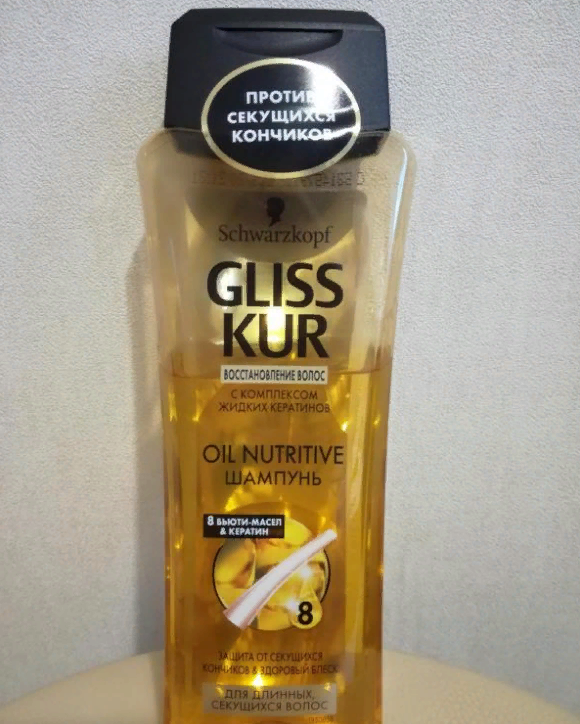 ПРОТИВ
СЕКУЩИХСЯ
КОНЧИКОВ
Schwarzkopf
GLISS
KUR
ВОССТАНОВЛЕНИЕ ВОЛОС
С КОМПЛЕКСОМ
ЖИДКИХ КЕРАТИНОВ
OIL NUTRITIVE
ШАМПУНЬ
8 БЬЮТИ-МАСЕЛ
& КЕРАТИН
8
ЗАЩИТА ОТ СЕКУЩИХСЯ
КОНЧИКОВ & ЗДОРОВЫЙ БЛЕСК
ДЛЯ ДЛИННЫХ,
СЕКУЩИХСЯ ВОЛОС